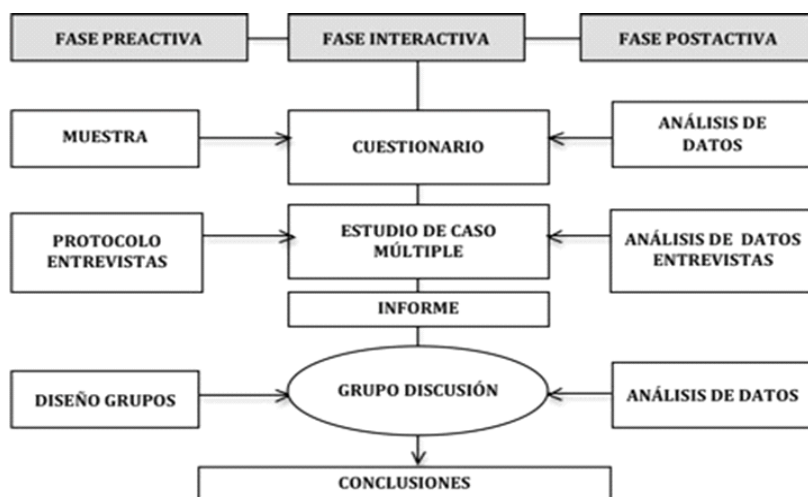 FASE PREACTIVA
FASE INTERACTIVA
FASE POSTACTIVA
MUESTRA
CUESTIONARIO
ANÁLISIS DE
DATOS
PROTOCOLO
ENTREVISTAS
ESTUDIO DE CASO
MÚLTIPLE
ANÁLISIS DE DATOS
ENTREVISTAS
INFORME
DISEÑO GRUPOS
GRUPO DISCUSIÓN
ANÁLISIS DE DATOS
CONCLUSIONES